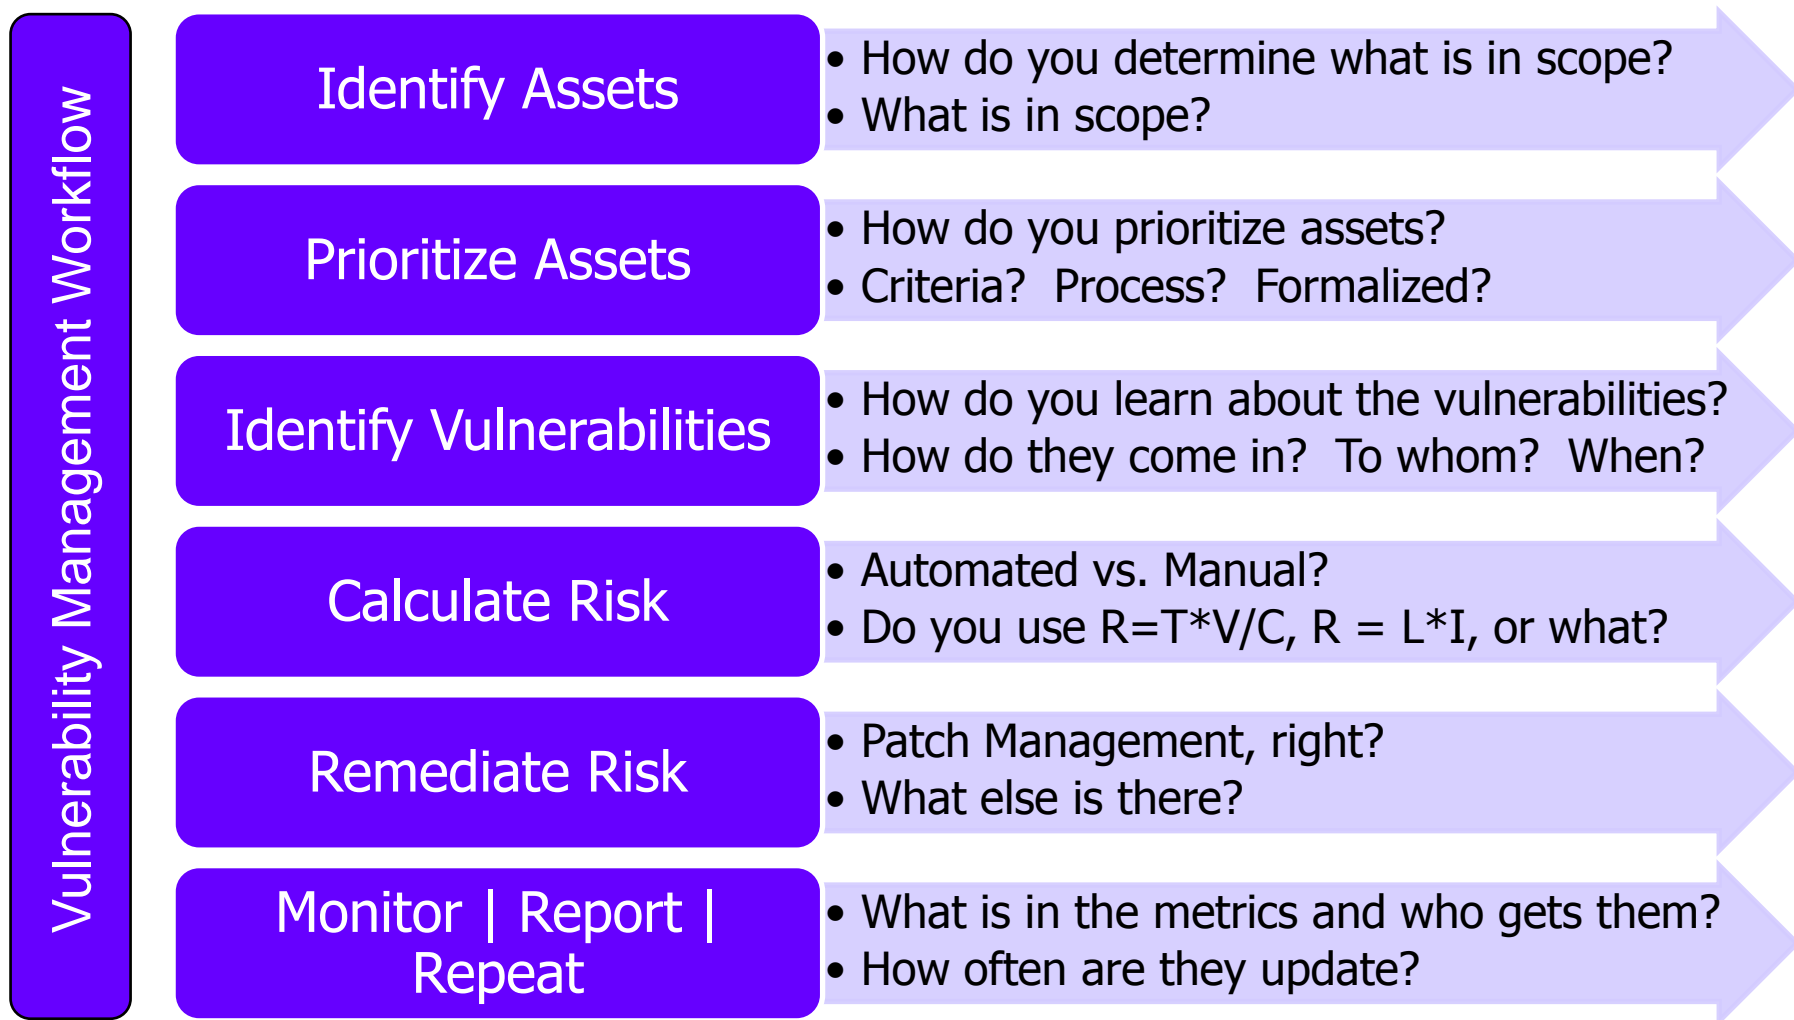 Vulnerability Management Workflow
Identify Assets
• How do you determine what is in scope?
• What is in scope?
Prioritize Assets
• How do you prioritize assets?
• Criteria?  Process?  Formalized?
Identify Vulnerabilities
• How do you learn about the vulnerabilities?
• How do they come in?  To whom?  When?
Calculate Risk
• Automated vs. Manual?
• Do you use R=T*V/C, R = L*I, or what?
Remediate Risk
• Patch Management, right?
• What else is there?
Monitor | Report |
Repeat
• What is in the metrics and who gets them?
• How often are they update?